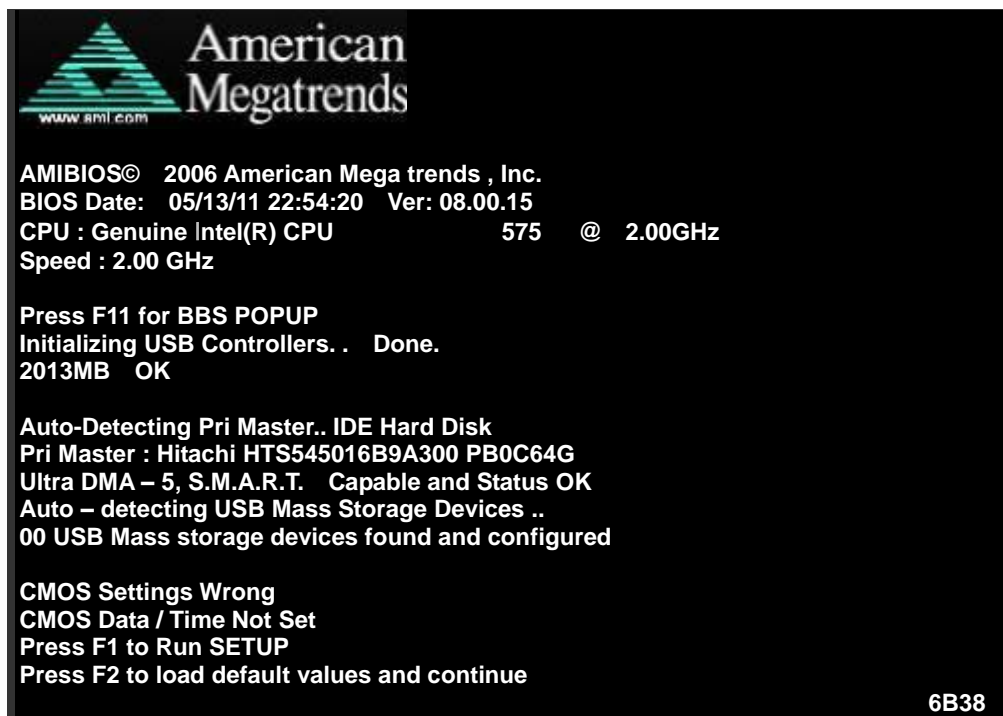 American
Megatrends
www.ami.com
AMIBIOS© 2006 American Mega trends , Inc.
BIOS Date: 05/13/11 22:54:20 Ver: 08.00.15
CPU : Genuine Intel(R) CPU 575 @ 2.00GHz
Speed : 2.00 GHz
Press F11 for BBS POPUP
Initializing USB Controllers. . Done.
2013MB OK
Auto-Detecting Pri Master.. IDE Hard Disk
Pri Master : Hitachi HTS545016B9A300 PB0C64G
Ultra DMA – 5, S.M.A.R.T. Capable and Status OK
Auto – detecting USB Mass Storage Devices ..
00 USB Mass storage devices found and configured
CMOS Settings Wrong
CMOS Data / Time Not Set
Press F1 to Run SETUP
Press F2 to load default values and continue
6B38